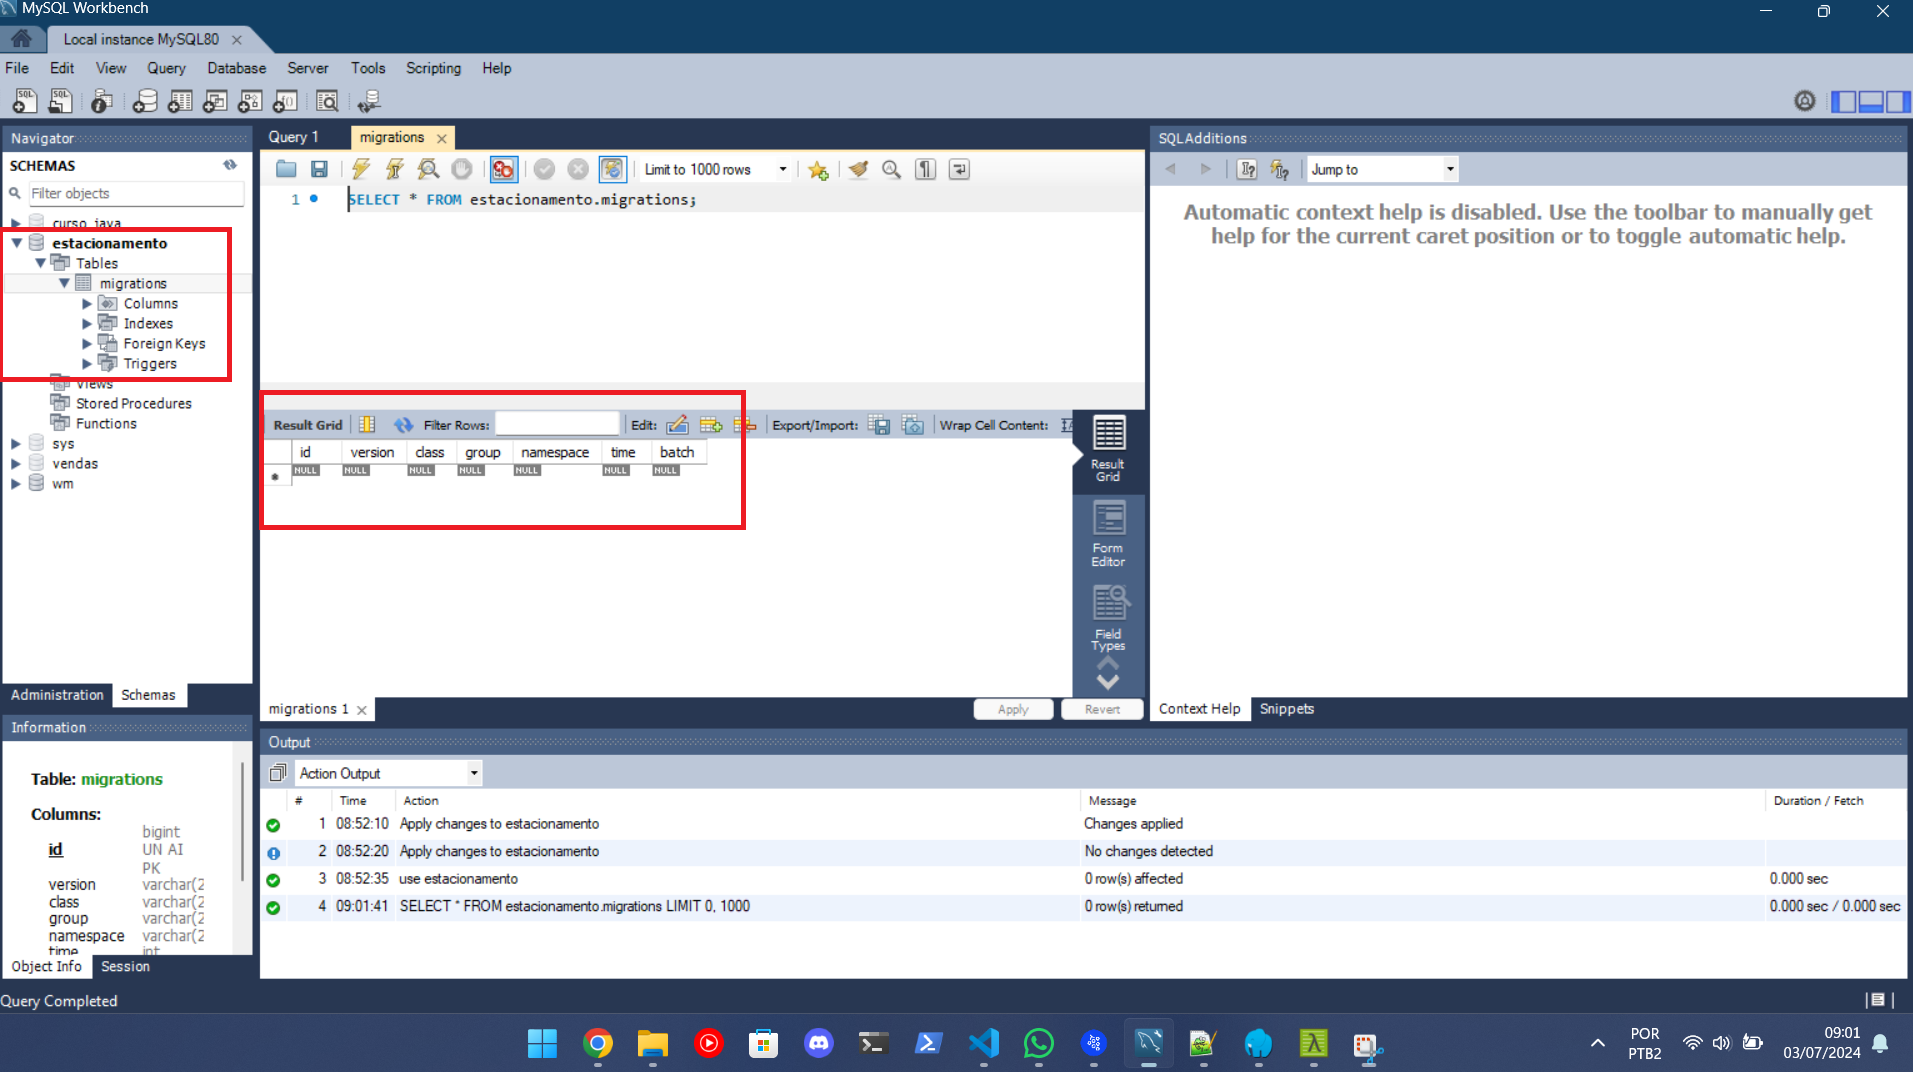 MySQL Workbench
Local instance MySQL80
File Edit View Query Database Server Tools Scripting Help
Navigator
SCHEMAS
Filter objects
curso_java
estacionamento
Tables
migrations
Columns
Indexes
Foreign Keys
Triggers
Views
Stored Procedures
Functions
sys
vendas
wm
Administration Schemas
Information
Table: migrations
Columns:
id bigint UN AI PK
version varchar(2
class varchar(2
group varchar(2
namespace varchar(2
time int
Object Info Session
Query 1 migrations
Limit to 1000 rows
1 SELECT * FROM estacionamento.migrations;
Result Grid Filter Rows: Edit: Export/Import: Wrap Cell Content:
id version class group namespace time batch
NULL NULL NULL NULL NULL NULL NULL
Result Grid
Form Editor
Field Types
migrations 1 Apply Revert
SQLAdditions
Jump to
Automatic context help is disabled. Use the toolbar to manually get
help for the current caret position or to toggle automatic help.
Context Help Snippets
Output
Action Output
# Time Action Message Duration / Fetch
1 08:52:10 Apply changes to estacionamento Changes applied
2 08:52:20 Apply changes to estacionamento No changes detected
3 08:52:35 use estacionamento 0 row(s) affected 0.000 sec
4 09:01:41 SELECT * FROM estacionamento.migrations LIMIT 0, 1000 0 row(s) returned 0.000 sec / 0.000 sec
Query Completed
POR
PTB2
09:01
03/07/2024